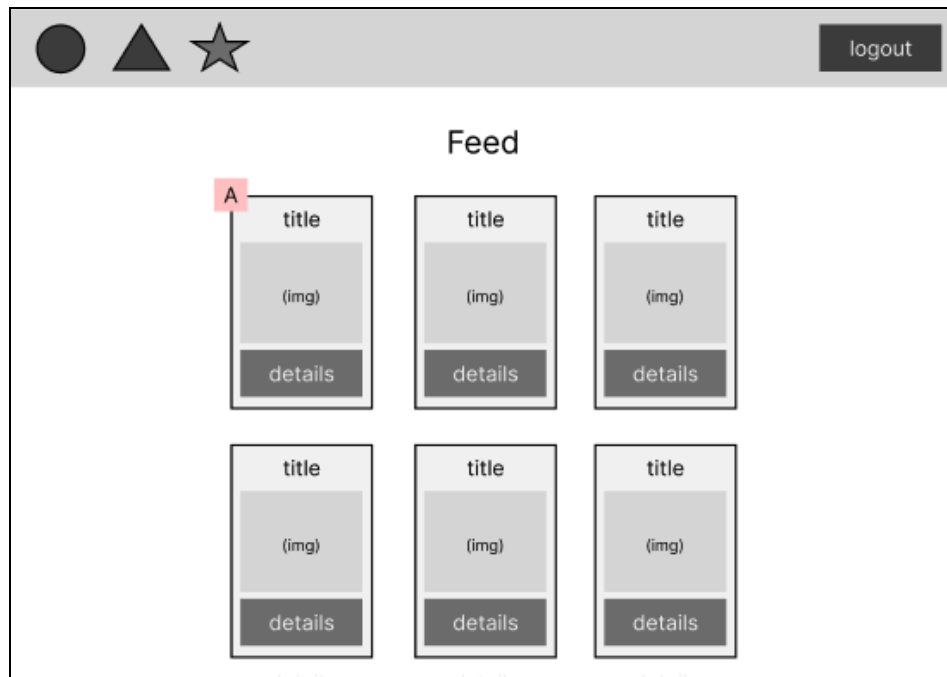 logout
Feed
A
title title title
(img) (img) (img)
details details details
title title title
(img) (img) (img)
details details details